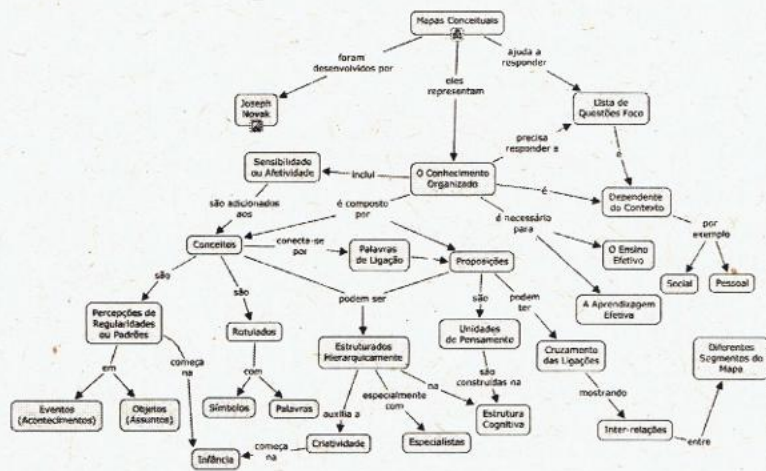 Mapas Conceituais
foram
desenvolvidos por
eles
representam
ajuda a
responder
Joseph
Novak
Lista de
Questões Foco
precisa
responder a
Sensibilidade
ou Afetividade
inclui
O Conhecimento
Organizado
é
é
Dependente
do Contexto
são adicionados
aos
é composto
por
é necessário
para
por
exemplo
Conceitos
conecta-se
por
Palavras
de Ligação
Proposições
O Ensino
Efetivo
Social
Pessoal
A Aprendizagem
Efetiva
são
são
podem ser
são
podem
ter
Percepções de
Regularidades
ou Padrões
Rotulados
Estruturados
Hierarquicamente
Unidades
de Pensamento
Cruzamento
das Ligações
Diferentes
Segmentos do
Mapa
em
começa
na
com
auxilia a
especialmente
com
na
são
construídas na
mostrando
Eventos
(Acontecimentos)
Objetos
(Assuntos)
Símbolos
Palavras
Estrutura
Cognitiva
Infância
começa
na
Criatividade
Especialistas
Inter-relações
entre